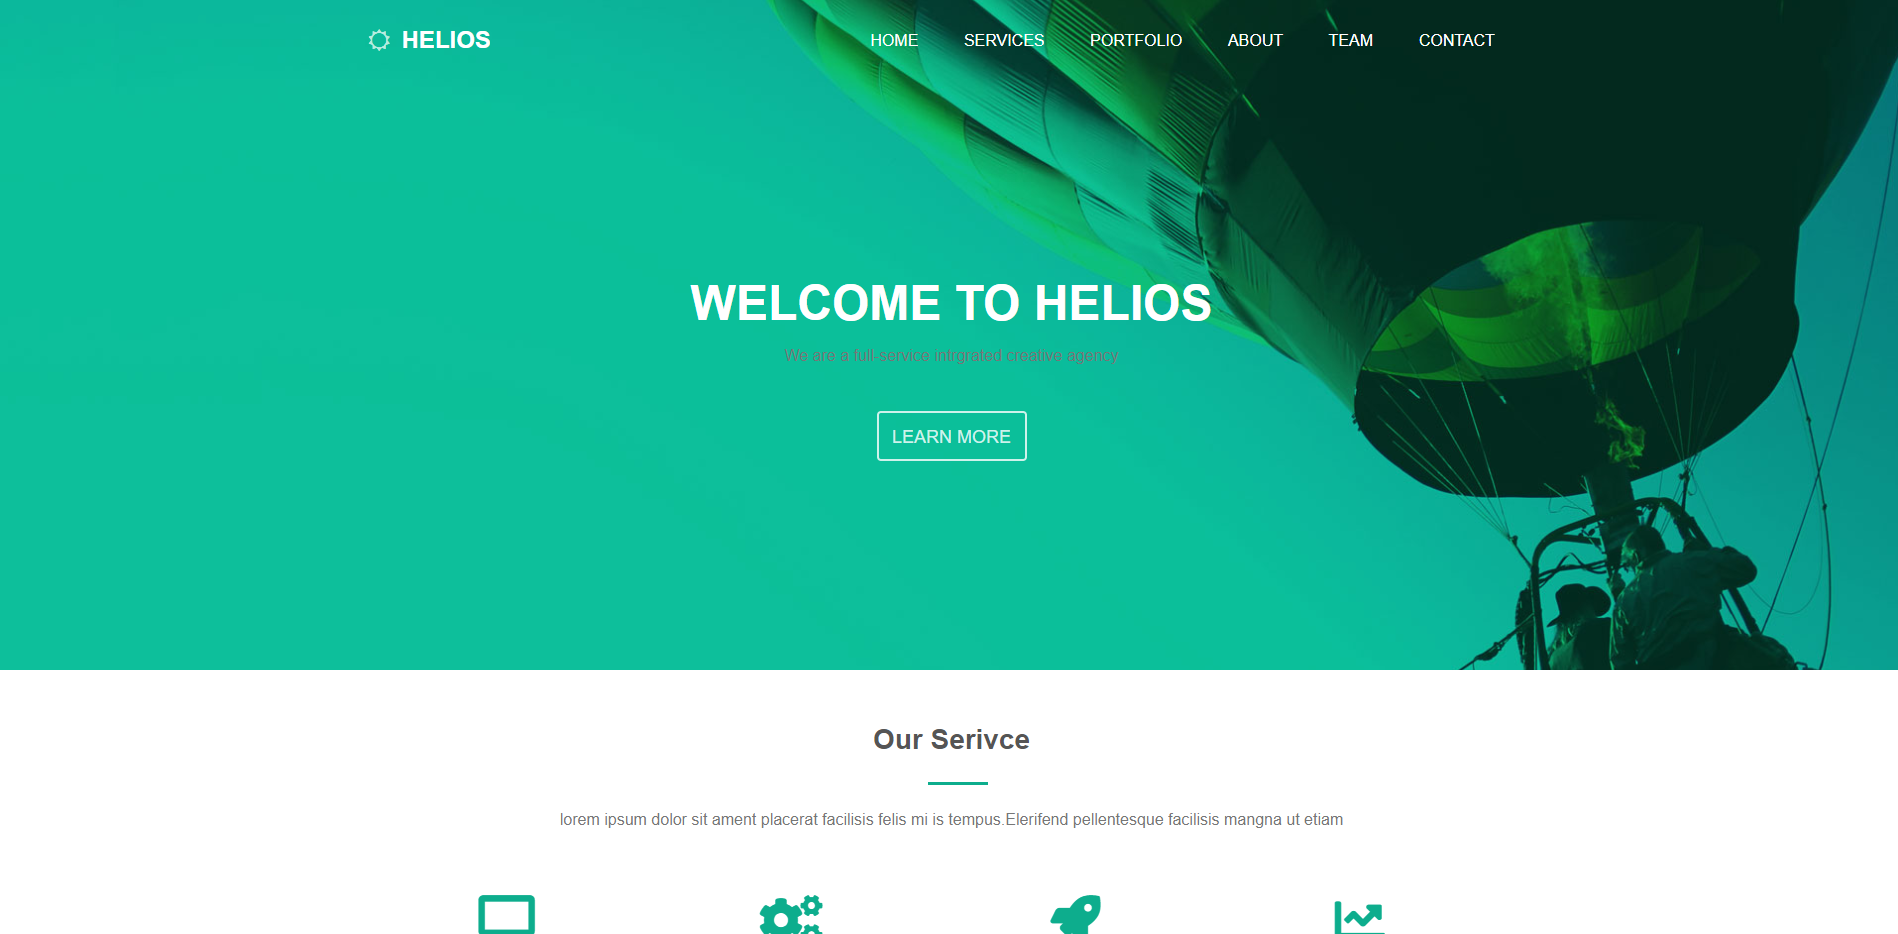 HELIOS
HOME SERVICES PORTFOLIO ABOUT TEAM CONTACT
WELCOME TO HELIOS
We are a full-service intrgrated creative agency
LEARN MORE
Our Serivce
lorem ipsum dolor sit ament placerat facilisis felis mi is tempus.Elerifend pellentesque facilisis mangna ut etiam